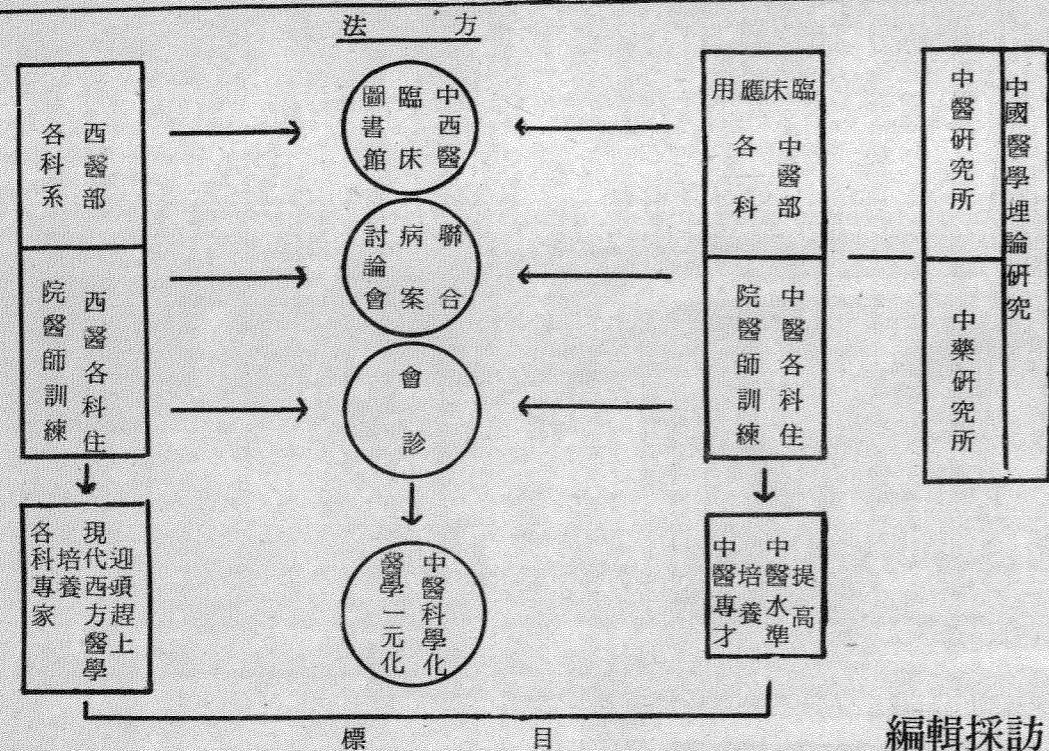 方法
中國醫學埋論研究
中醫研究所
中藥研究所
臨床應用
中醫部
各科
中醫各科住
院醫師訓練
中西醫
臨床
圖書館
聯合
病案
討論會
會診
西醫部
各科系
西醫各科住
院醫師訓練
提高
中醫水準
培養
中醫專才
中醫科學化
醫學一元化
迎頭趕上
現代西方醫學
培養
各科專家
目標
編輯採訪